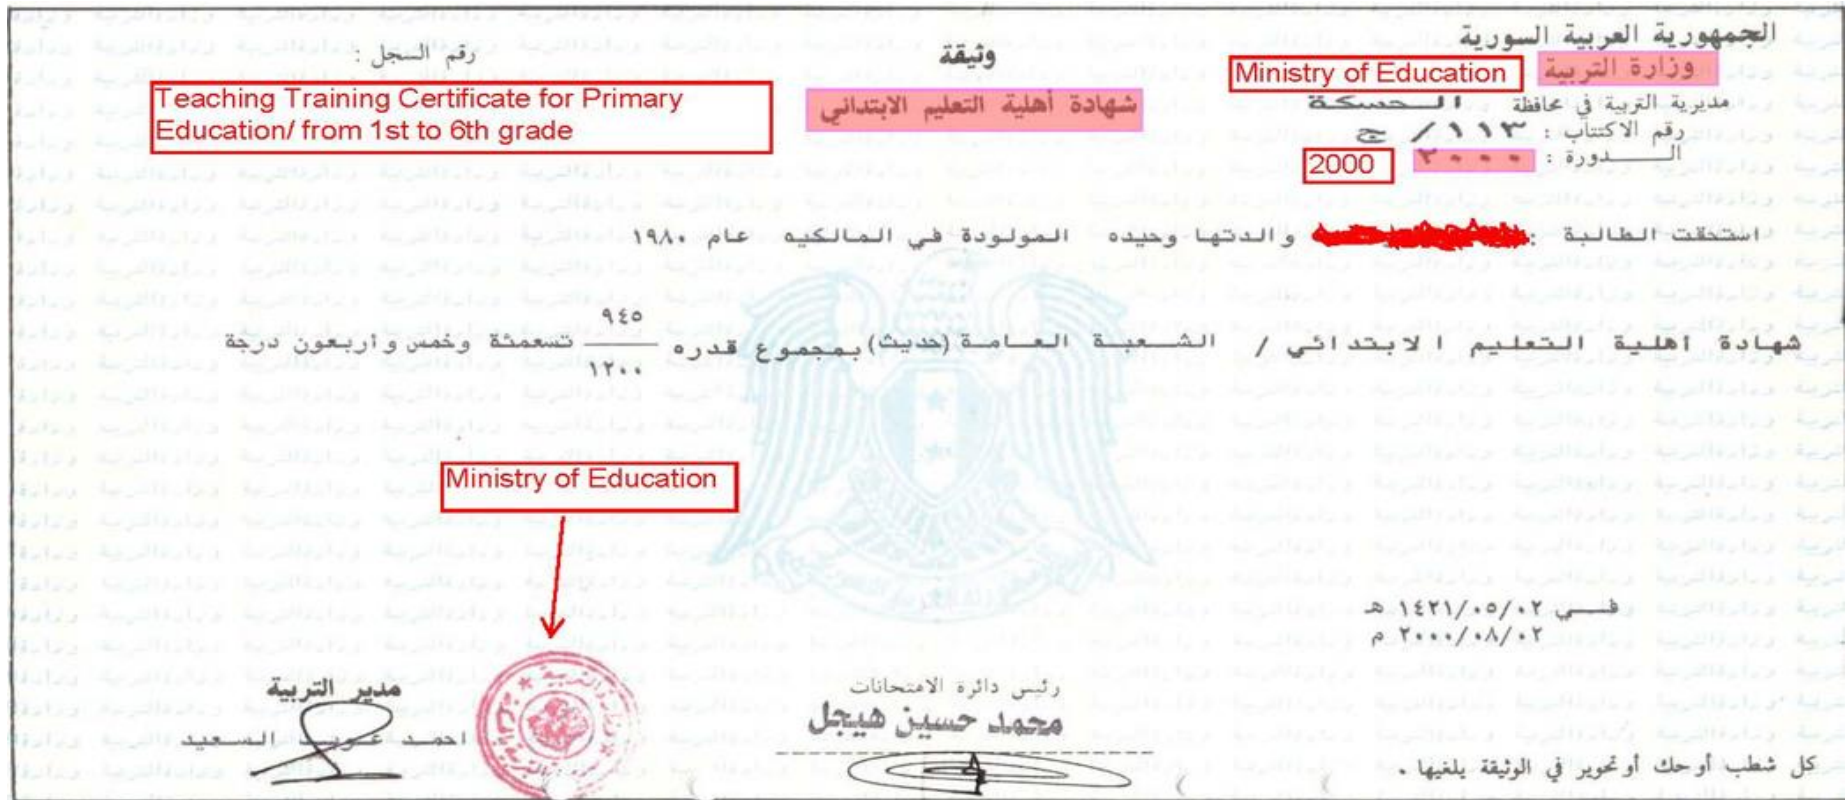 الجمهورية العربية السورية
وزارة التربية
Ministry of Education
مديرية التربية في محافظة الحسكة
رقم الاكتتاب : ١١٣ / ج
الــدورة : ٢٠٠٠
2000
وثيقة
شهادة أهلية التعليم الابتدائي
رقم السجل :
Teaching Training Certificate for Primary
Education/ from 1st to 6th grade
استحقت الطالبة : والدتها وحيده المولودة في المالكيه عام ١٩٨٠
شهادة أهلية التعليم الابتدائي / الشعبة العامة (حديث) بمجموع قدره ٩٤٥ / ١٢٠٠ تسعمئة وخمس واربعون درجة
Ministry of Education
فــي ١٤٢١/٠٥/٠٢ هـ
٢٠٠٠/٠٨/٠٢ م
رئيس دائرة الامتحانات
محمد حسين هيجل
مدير التربية
احمد السعيد
كل شطب أو حك أو تحوير في الوثيقة يلغيها .